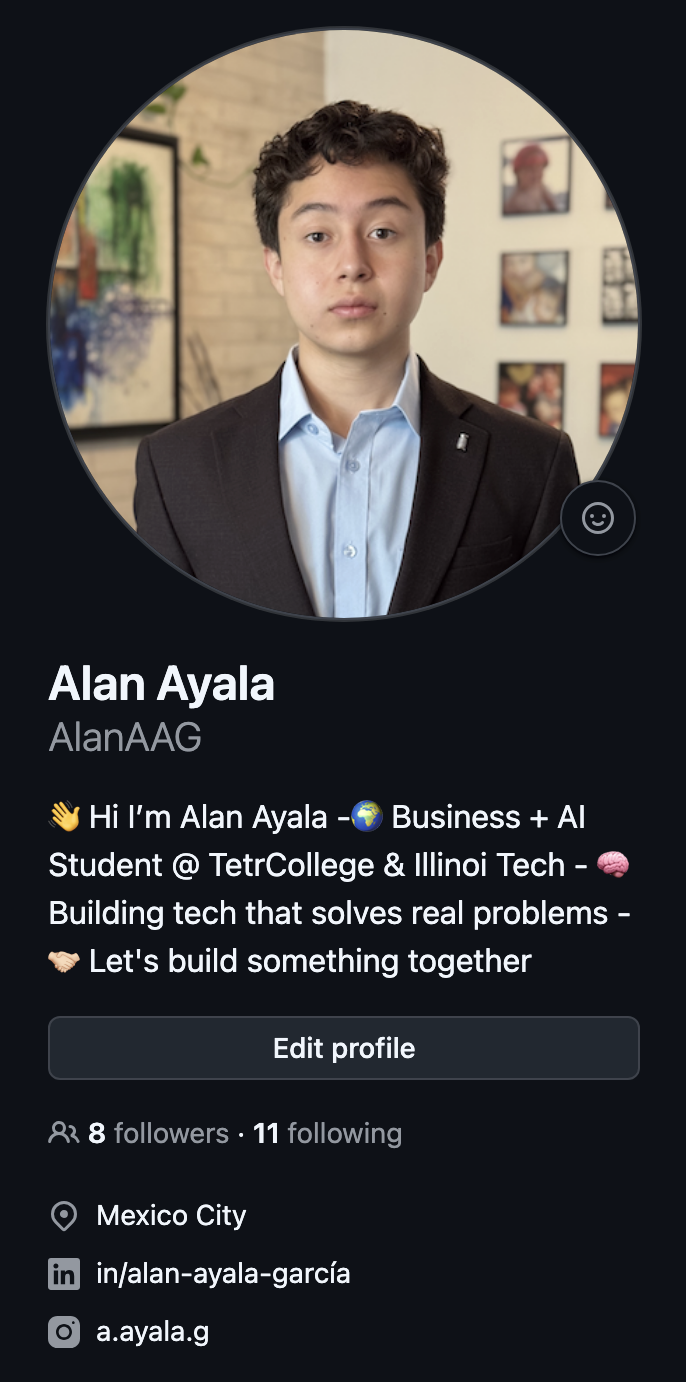 Alan Ayala
AlanAAG
👋 Hi I’m Alan Ayala -🌍 Business + AI
Student @ TetrCollege & Illinoi Tech - 🧠
Building tech that solves real problems -
🤝🏻 Let's build something together
Edit profile
8 followers · 11 following
Mexico City
in/alan-ayala-garcía
a.ayala.g